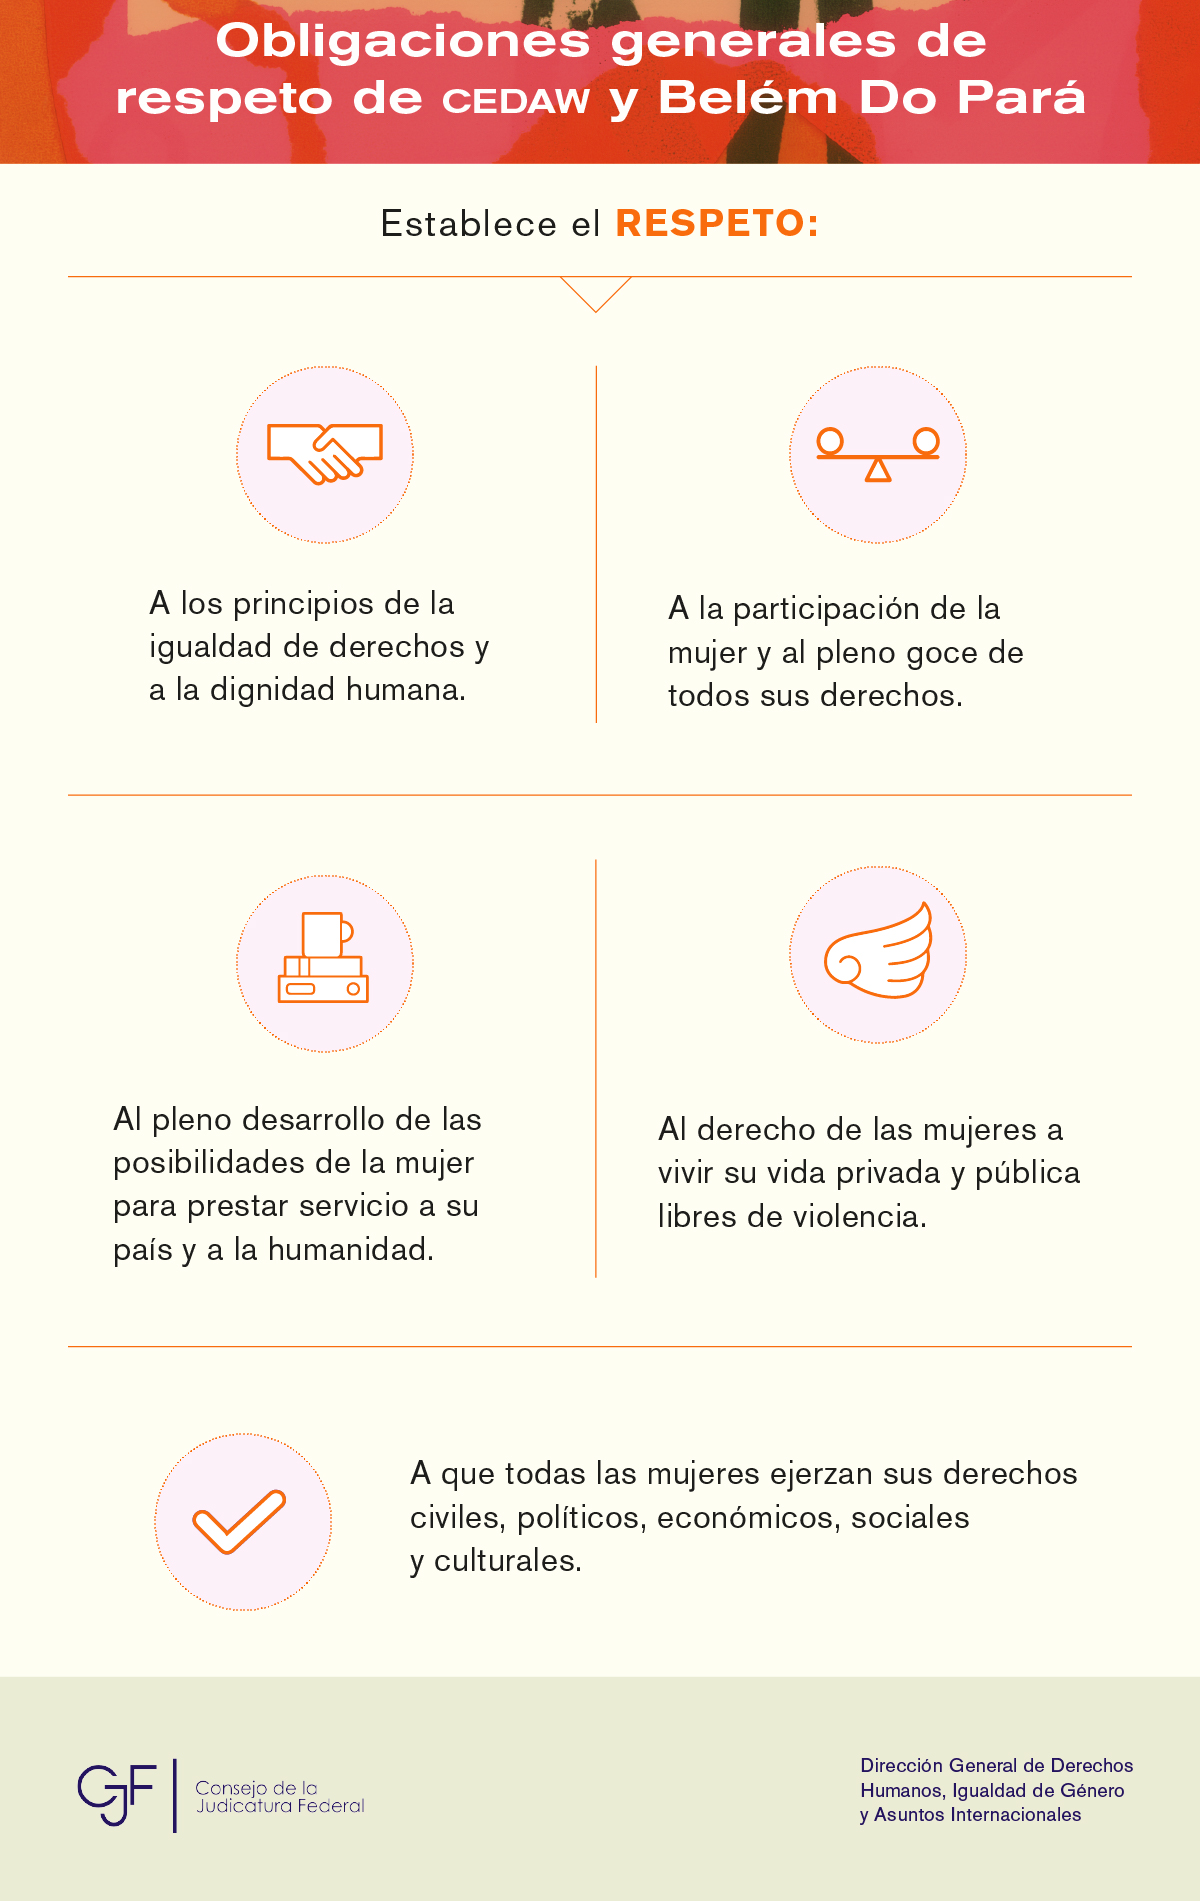 Obligaciones generales de
respeto de CEDAW y Belém Do Pará
Establece el RESPETO:
A los principios de la
igualdad de derechos y
a la dignidad humana.
A la participación de la
mujer y al pleno goce de
todos sus derechos.
Al pleno desarrollo de las
posibilidades de la mujer
para prestar servicio a su
país y a la humanidad.
Al derecho de las mujeres a
vivir su vida privada y pública
libres de violencia.
A que todas las mujeres ejerzan sus derechos
civiles, políticos, económicos, sociales
y culturales.
CJF
Consejo de la
Judicatura Federal
Dirección General de Derechos
Humanos, Igualdad de Género
y Asuntos Internacionales